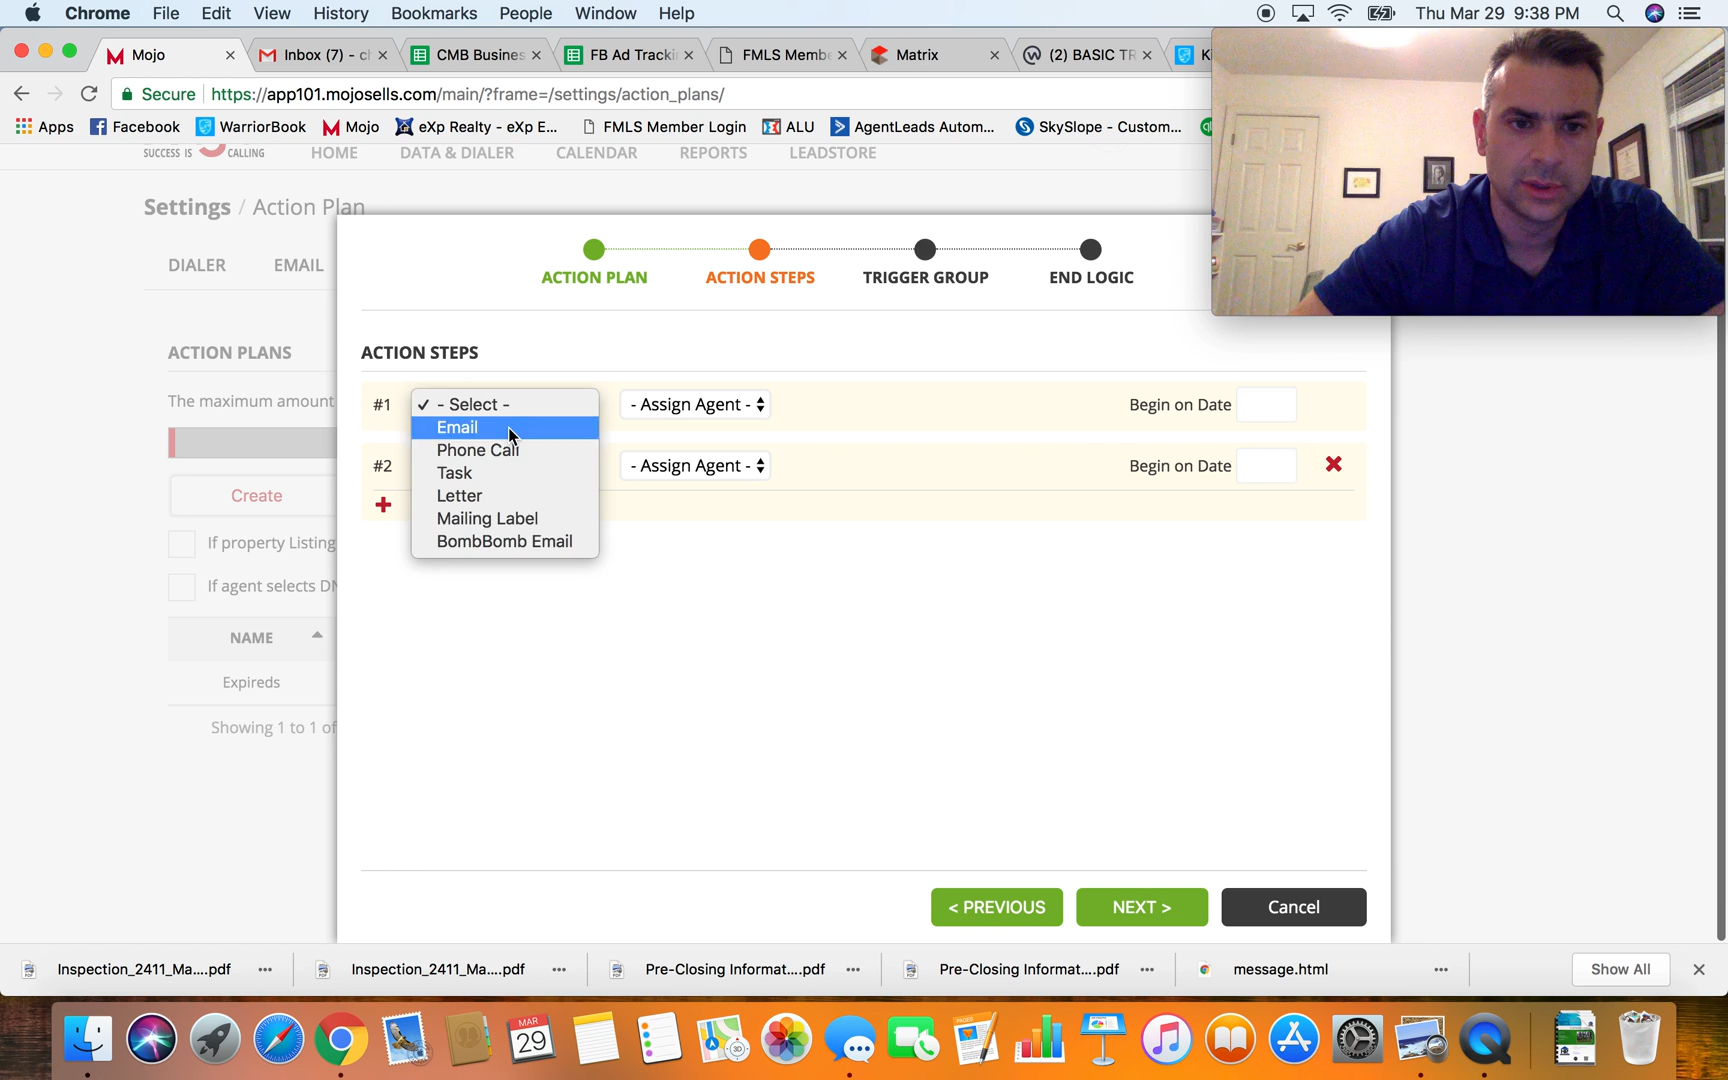 Chrome File Edit View History Bookmarks People Window Help Thu Mar 29 9:38 PM
Mojo Inbox (7) - ch CMB Busines FB Ad Trackin FMLS Membe Matrix (2) BASIC TR
Secure https://app101.mojosells.com/main/?frame=/settings/action_plans/
Apps Facebook WarriorBook Mojo eXp Realty - eXp E... FMLS Member Login ALU AgentLeads Autom... SkySlope - Custom...
SUCCESS IS CALLING HOME DATA & DIALER CALENDAR REPORTS LEADSTORE
Settings / Action Plan
ACTION PLAN ACTION STEPS TRIGGER GROUP END LOGIC
DIALER EMAIL
ACTION PLANS
The maximum amount
Create
If property Listing
If agent selects DN
NAME
Expireds
Showing 1 to 1 of
ACTION STEPS
#1 ✓ - Select - - Assign Agent - Begin on Date
Email
Phone Call
Task
Letter
Mailing Label
BombBomb Email
#2 - Assign Agent - Begin on Date
< PREVIOUS NEXT > Cancel
Inspection_2411_Ma....pdf Inspection_2411_Ma....pdf Pre-Closing Informat....pdf Pre-Closing Informat....pdf message.html Show All
MAR
29
3D